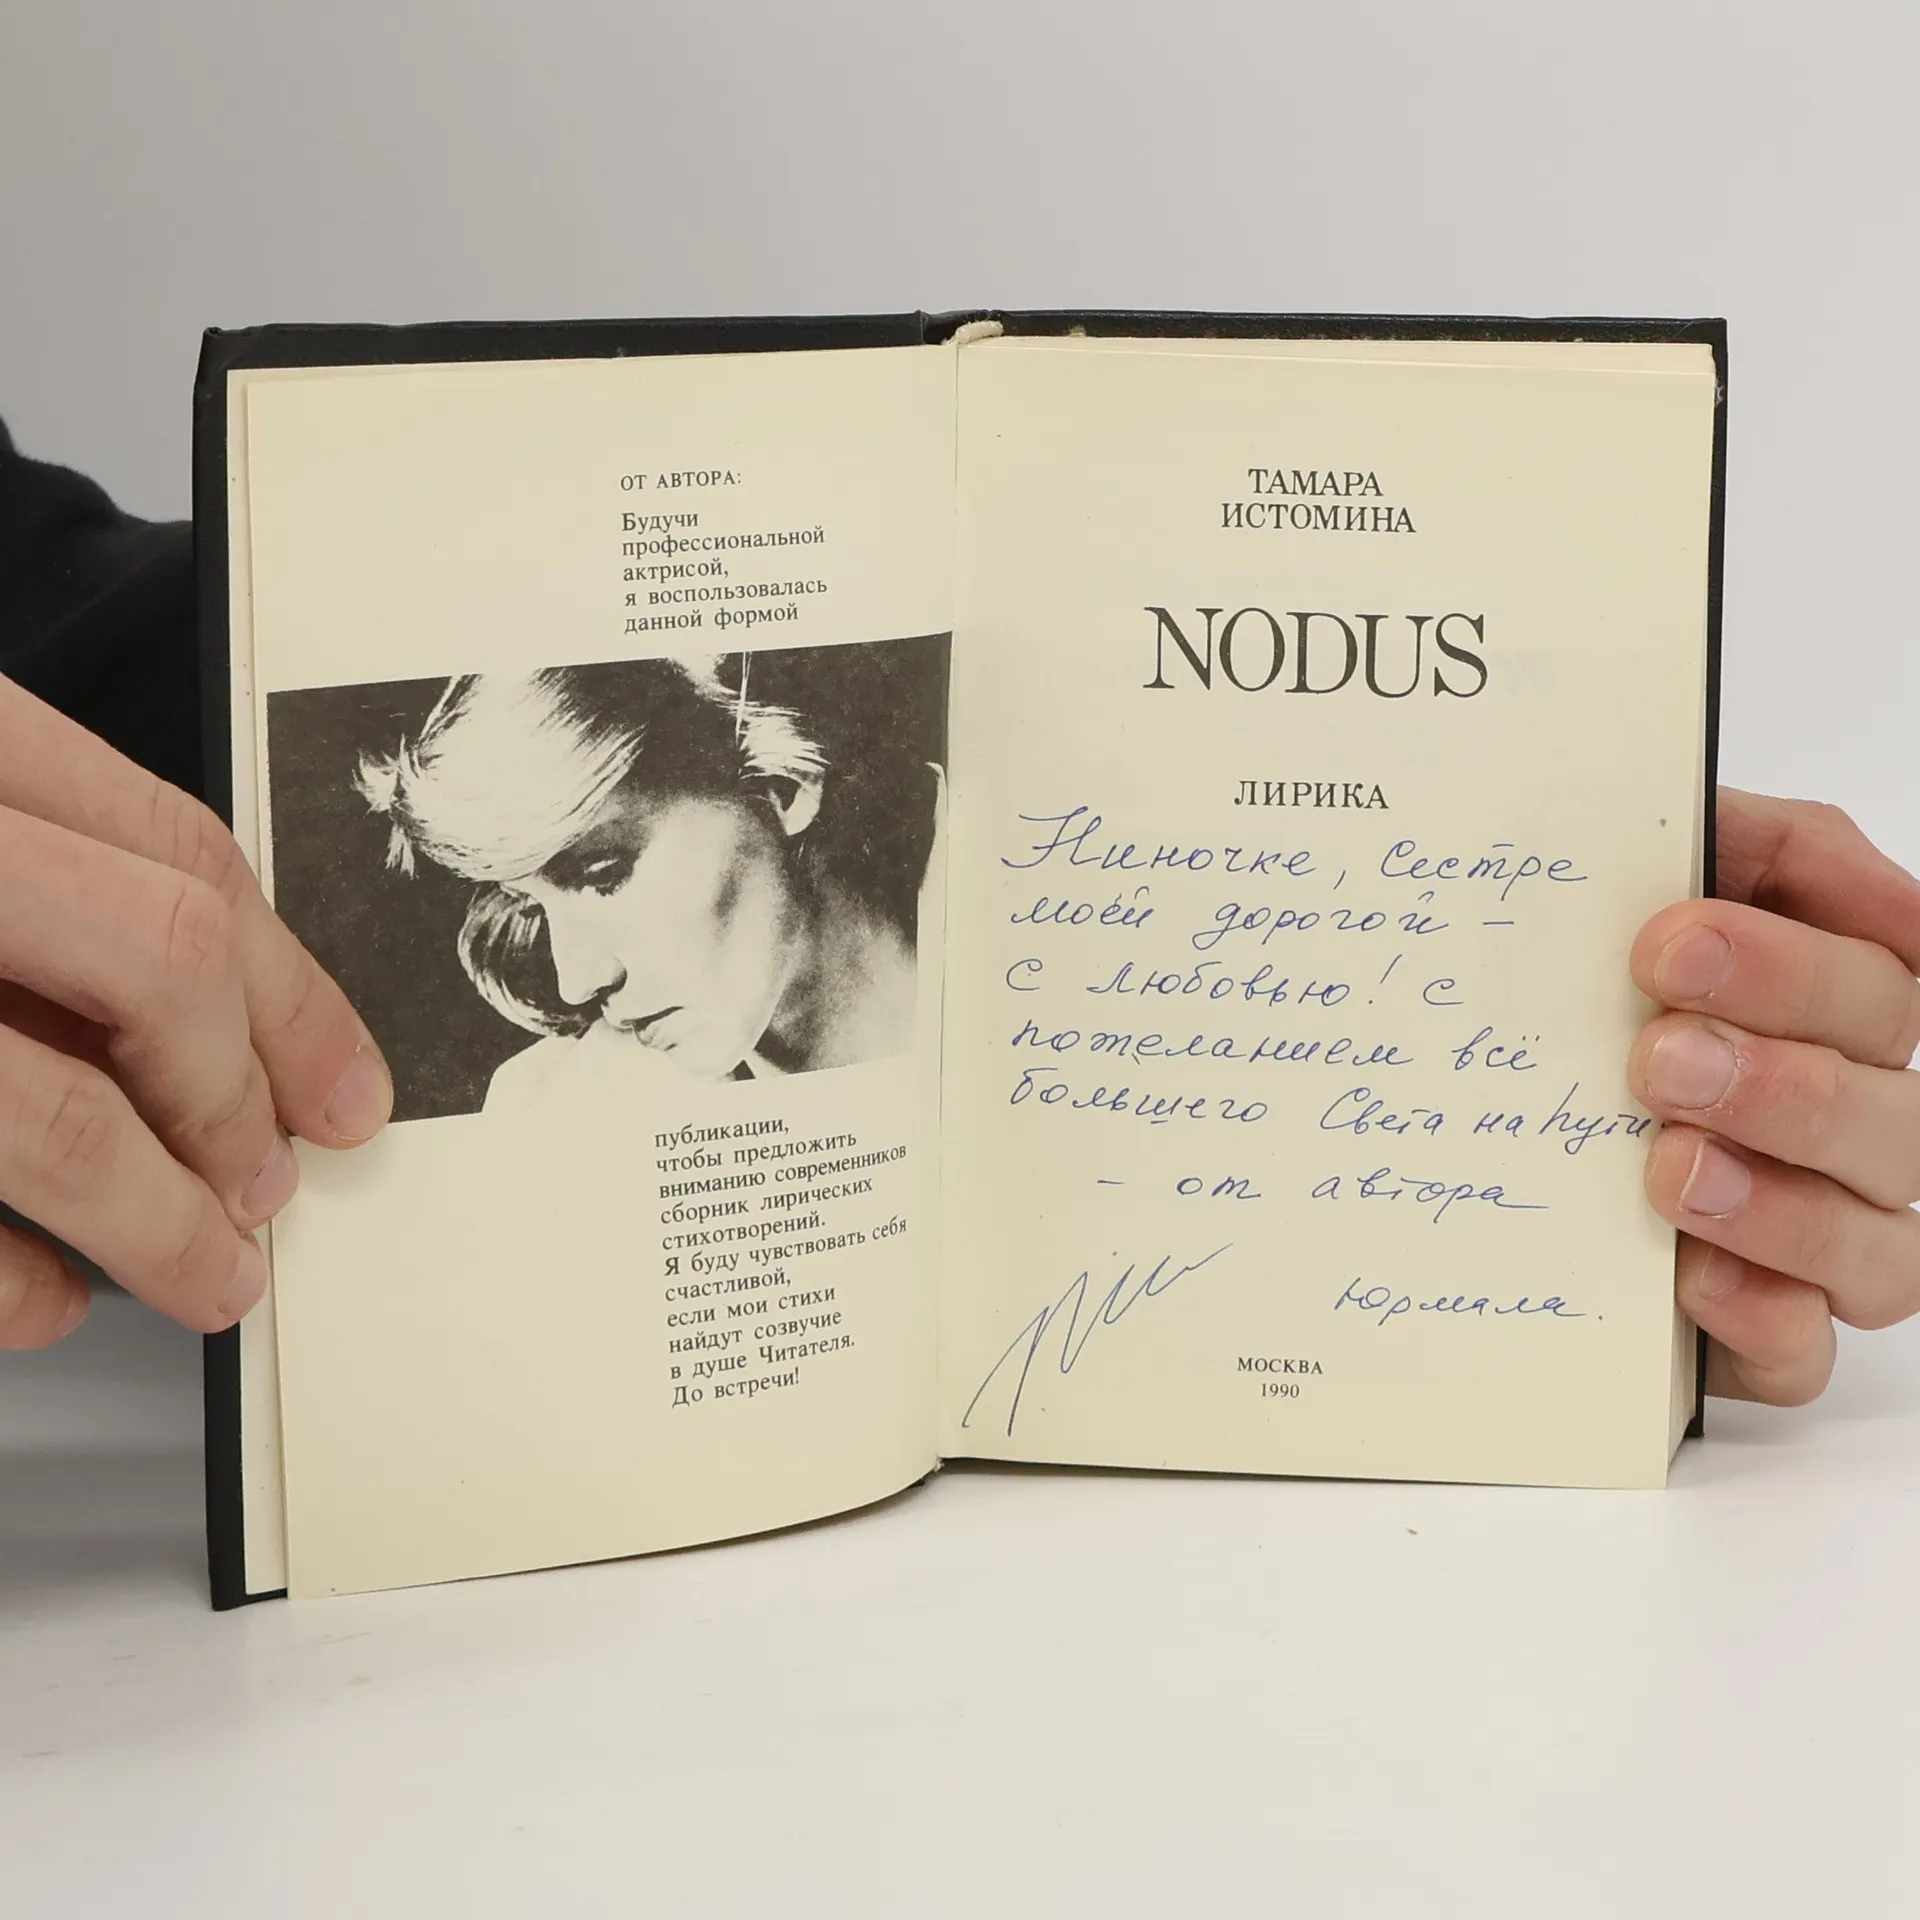 ОТ АВТОРА:
Будучи
профессиональной
актрисой,
я воспользовалась
данной формой
публикации,
чтобы предложить
вниманию современников
сборник лирических
стихотворений.
Я буду чувствовать себя
счастливой,
если мои стихи
найдут созвучие
в душе Читателя.
До встречи!
ТАМАРА
ИСТОМИНА
NODUS
ЛИРИКА
Ниночке, Сестре
моей дорогой –
с любовью! с
пожеланием всё
большего Света на Пути
– от автора
Юрмала.
МОСКВА
1990